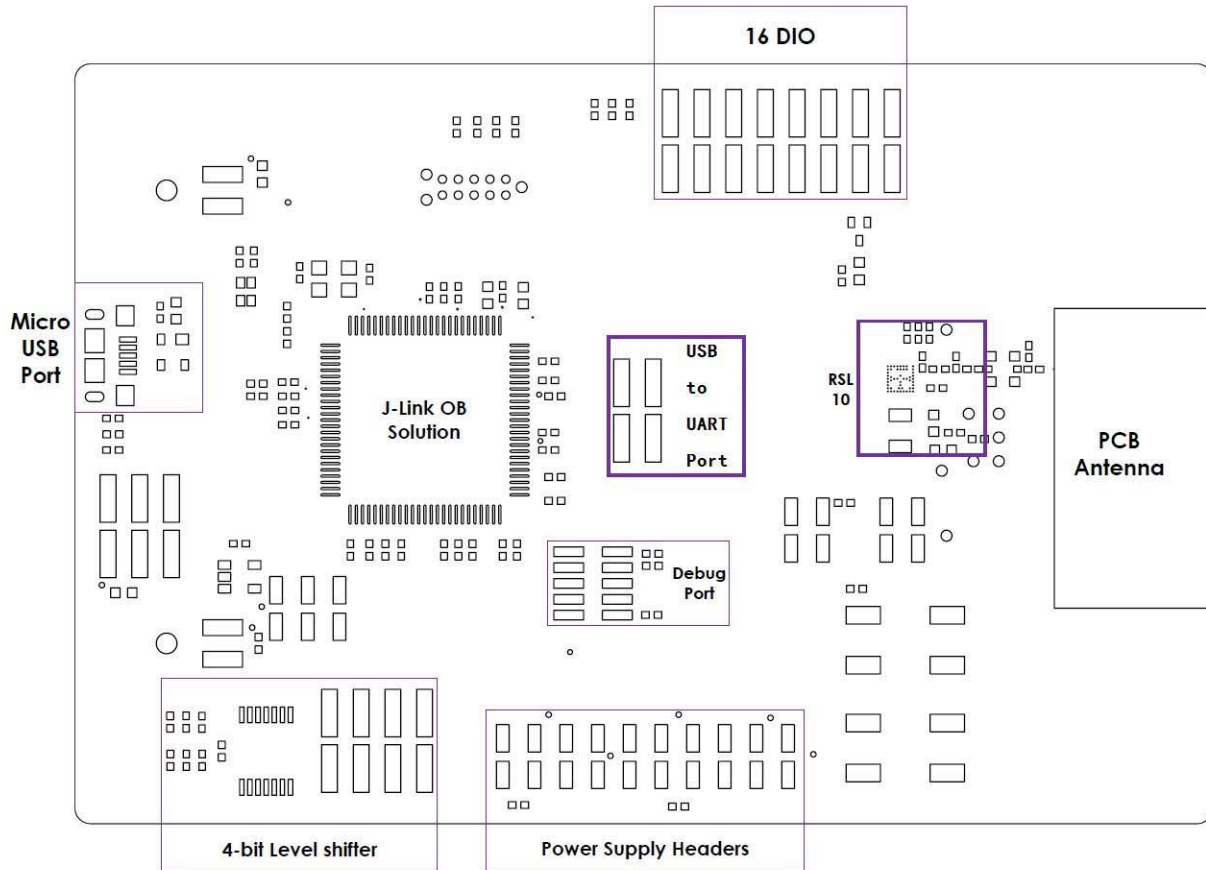 16 DIO
Micro
USB
Port
J-Link OB
Solution
USB
to
UART
Port
RSL
10
PCB
Antenna
Debug
Port
4-bit Level shifter
Power Supply Headers